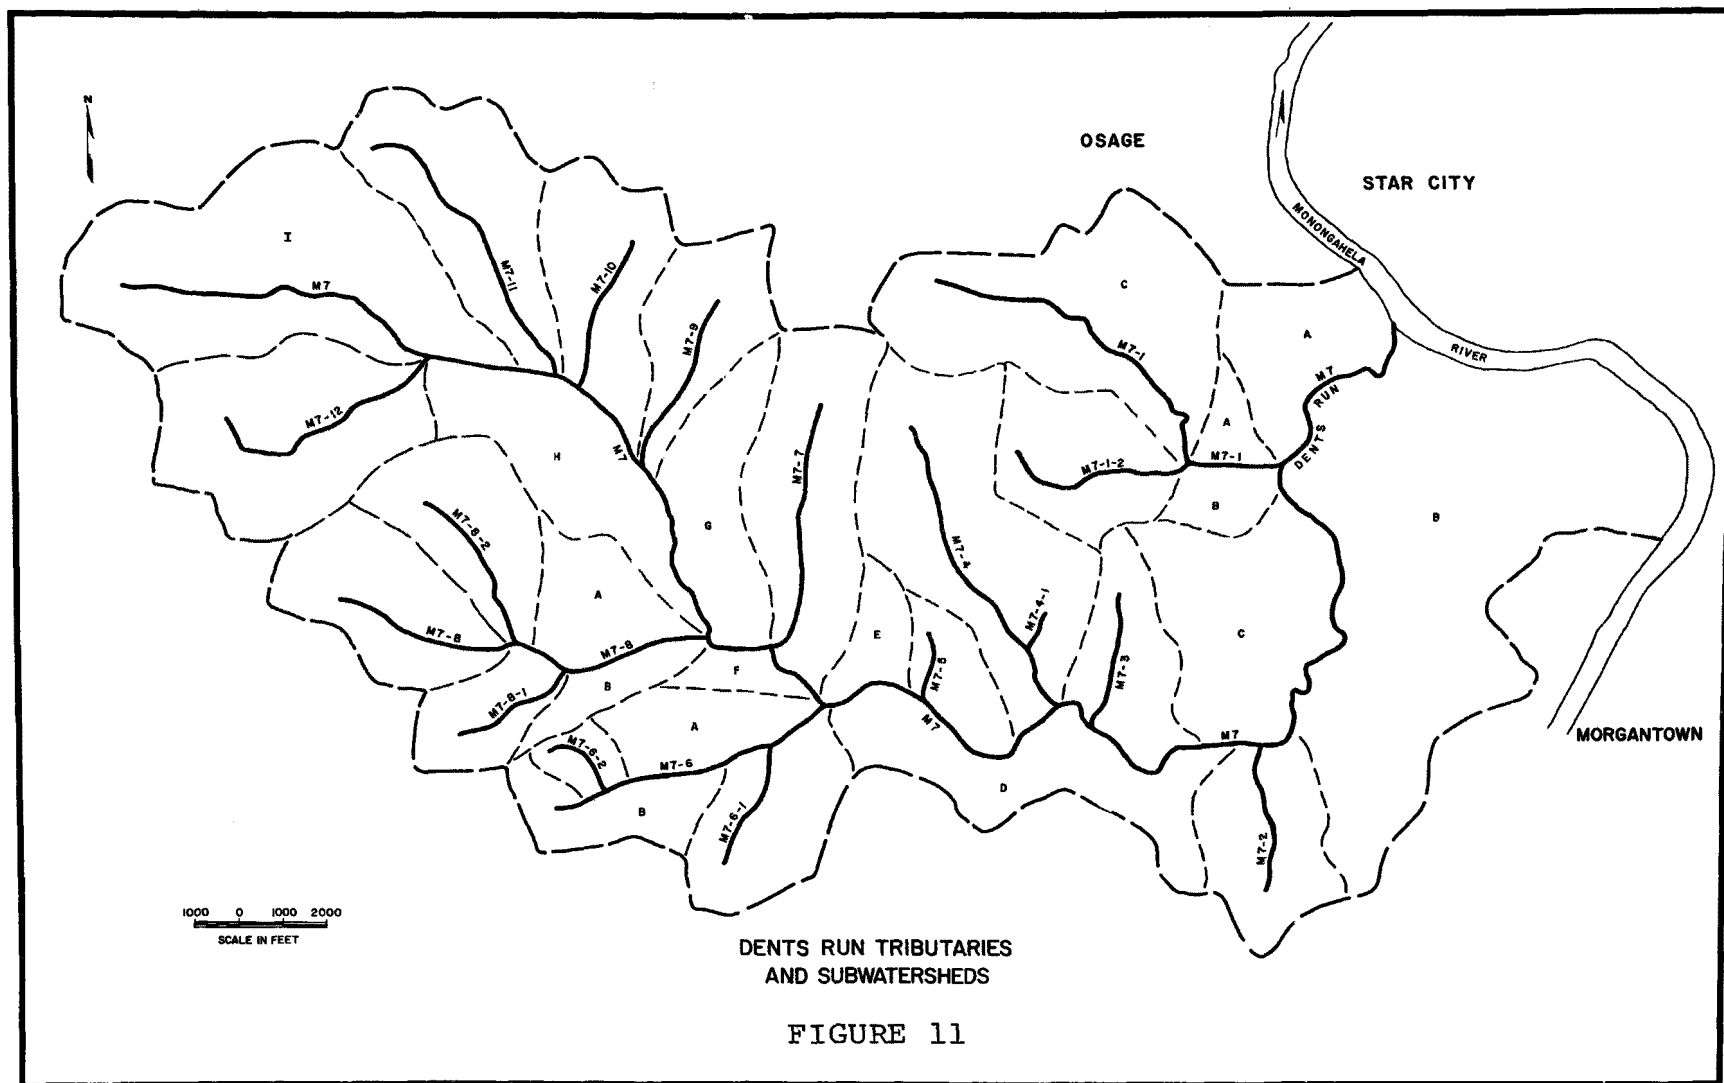 N
OSAGE
STAR CITY
MONONGAHELA
RIVER
I
C
A
M7
M7-11
M7-10
M7-9
M7-1
M7
DENTS RUN
M7-12
M7
H
G
M7-7
M7-1-2
A
M7-1
B
B
M7-8-2
M7-4
A
M7-4-1
M7-8
M7-8
E
M7-5
M7-3
C
M7-8-1
B
F
A
M7
M7
MORGANTOWN
M7-6-2
M7-6
D
B
M7-6-1
M7-2
1000 0 1000 2000
SCALE IN FEET
DENTS RUN TRIBUTARIES
AND SUBWATERSHEDS
FIGURE 11